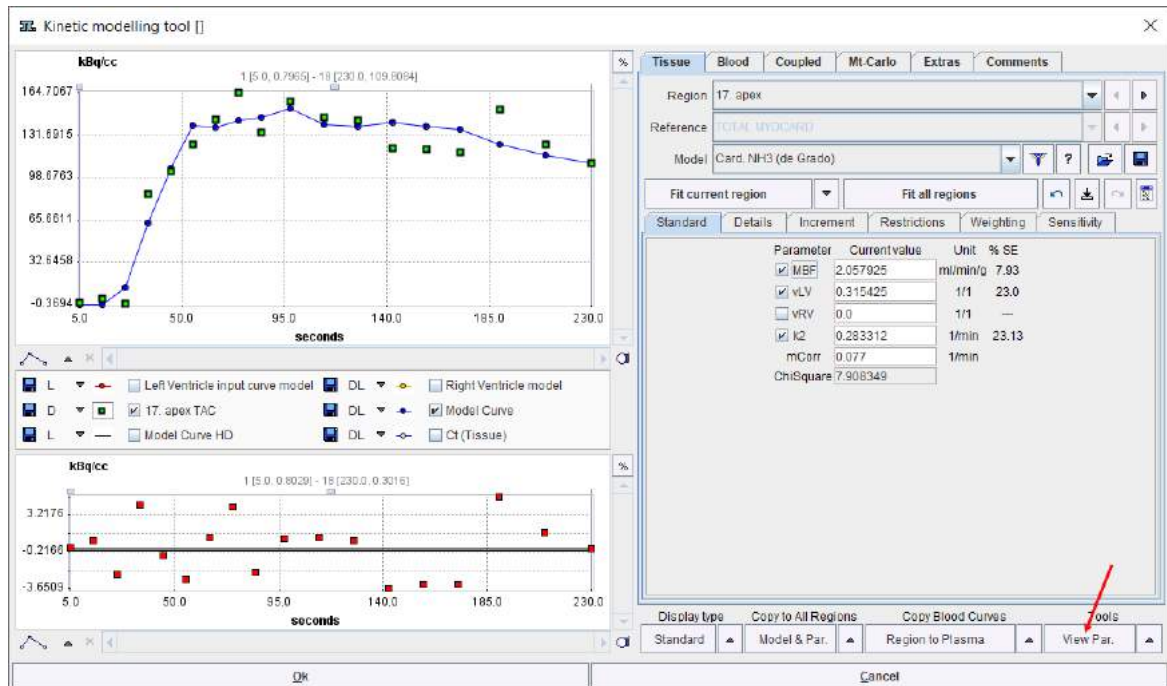 Kinetic modelling tool []
kBq/cc
1 [5.0, 0.7965] - 18 [230.0, 109.8084]
164.7067
131.6915
98.6763
65.6611
32.6458
-0.3694
5.0 50.0 95.0 140.0 185.0 230.0
seconds
L Left Ventricle input curve model DL Right Ventricle model
D 17. apex TAC DL Model Curve
L Model Curve HD DL Ct (Tissue)
kBq/cc
1 [5.0, 0.8029] - 18 [230.0, 0.3016]
3.2176
-0.2166
-3.6509
5.0 50.0 95.0 140.0 185.0 230.0
seconds
%
%
Tissue Blood Coupled Mt-Carlo Extras Comments
Region 17. apex
Reference TOTAL MYOCARD
Model Card. NH3 (de Grado) ?
Fit current region Fit all regions
Standard Details Increment Restrictions Weighting Sensitivity
Parameter Current value Unit % SE
MBF 2.057925 ml/min/g 7.93
vLV 0.315425 1/1 23.0
vRV 0.0 1/1 ---
k2 0.283312 1/min 23.13
mCorr 0.077 1/min
ChiSquare 7.908349
Display type Copy to All Regions Copy Blood Curves Tools
Standard Model & Par. Region to Plasma View Par.
Ok Cancel